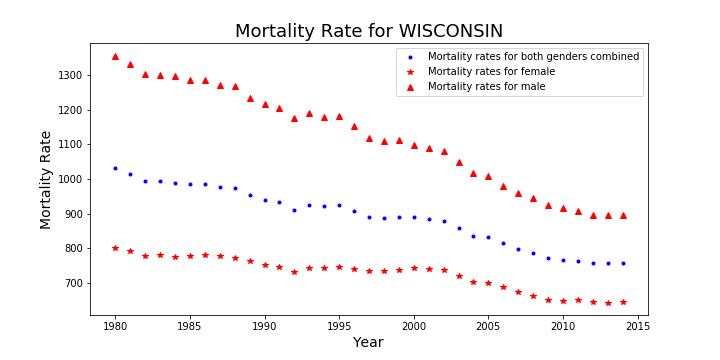 Mortality Rate for WISCONSIN
Mortality rates for both genders combined
Mortality rates for female
Mortality rates for male
Mortality Rate
1300
1200
1100
1000
900
800
700
1980
1985
1990
1995
2000
2005
2010
2015
Year